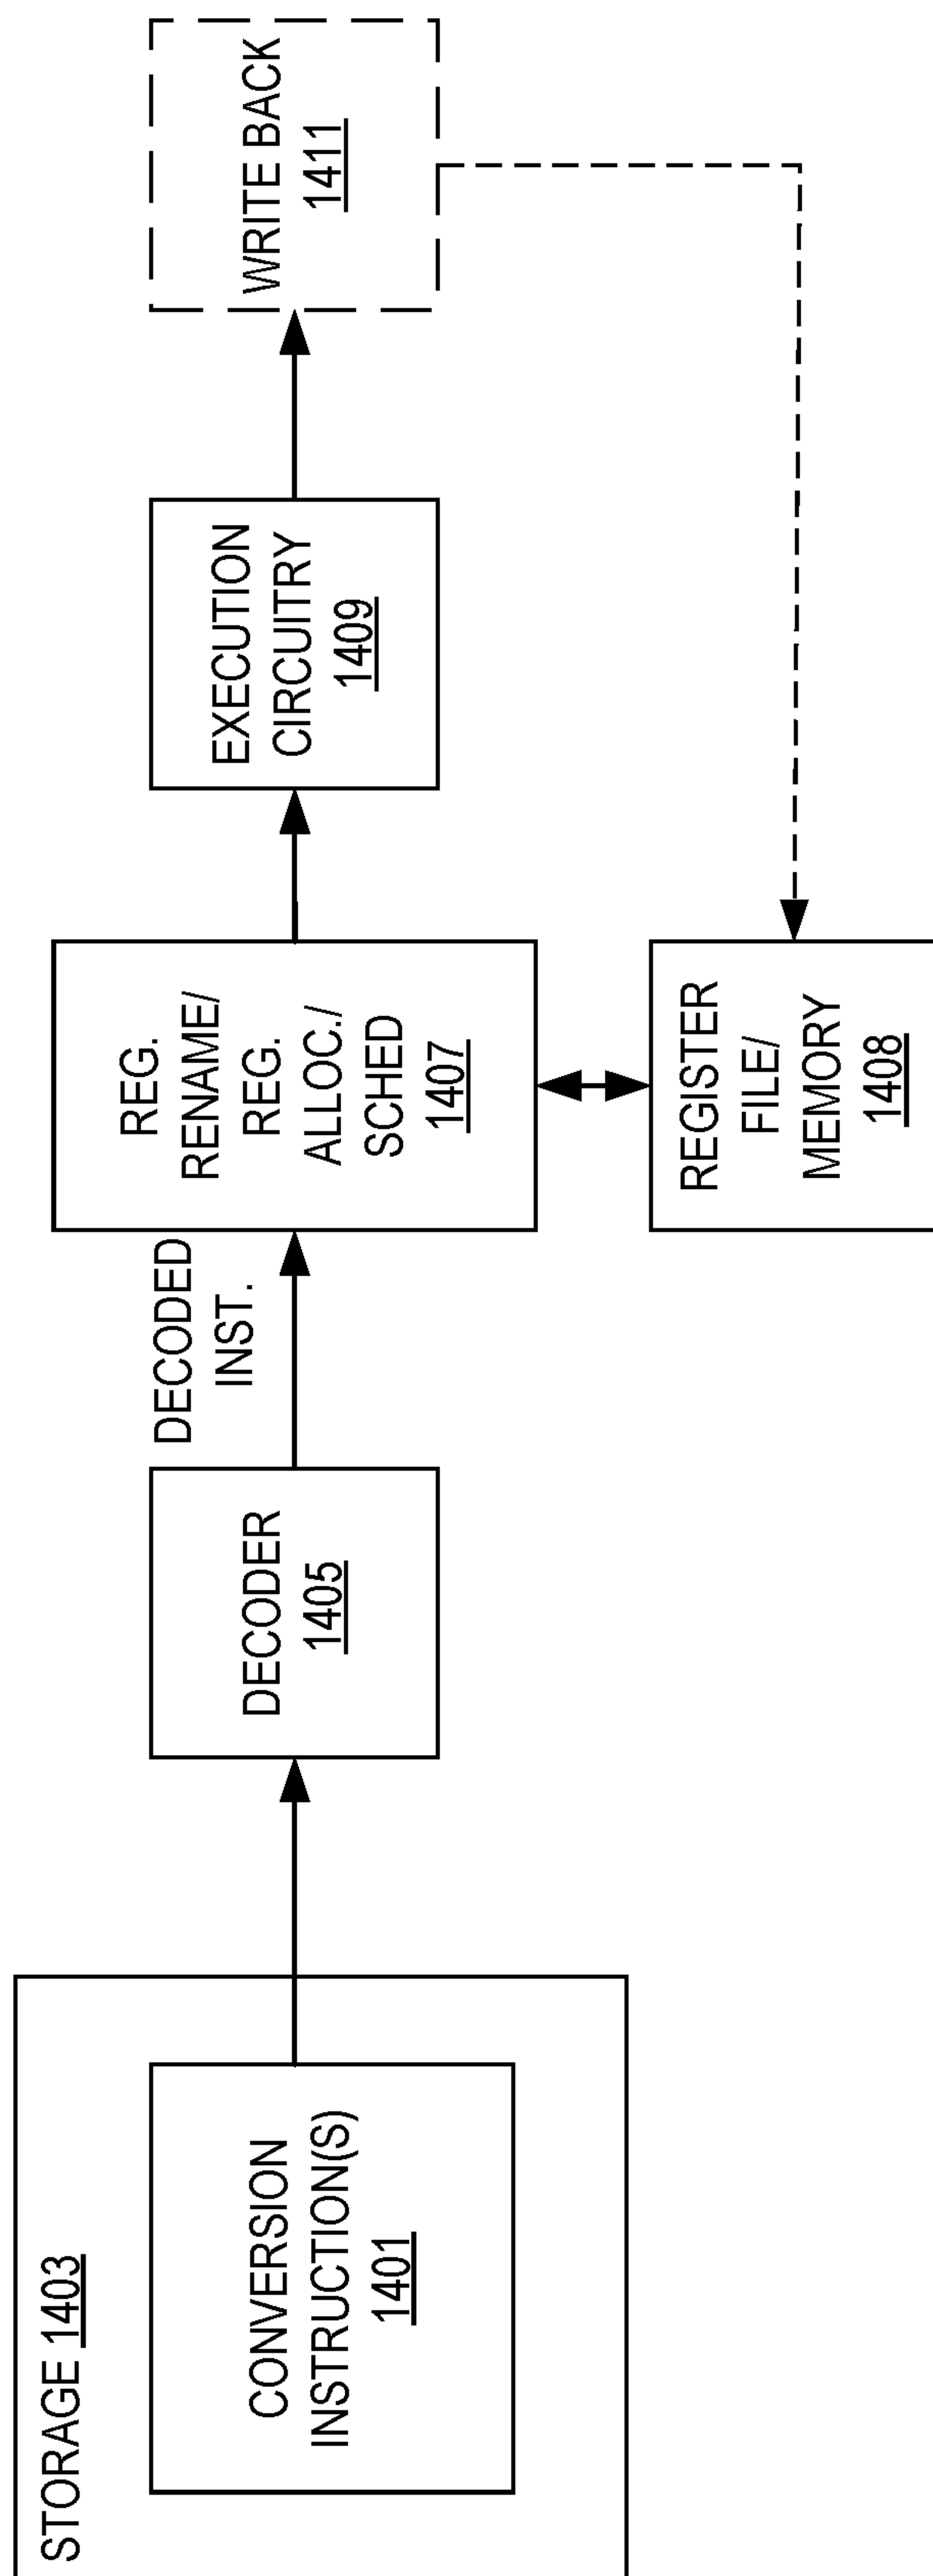 STORAGE 1403
CONVERSION
INSTRUCTION(S)
1401
DECODER
1405
DECODED
INST.
REG.
RENAME/
REG.
ALLOC./
SCHED
1407
REGISTER
FILE/
MEMORY
1408
EXECUTION
CIRCUITRY
1409
WRITE BACK
1411